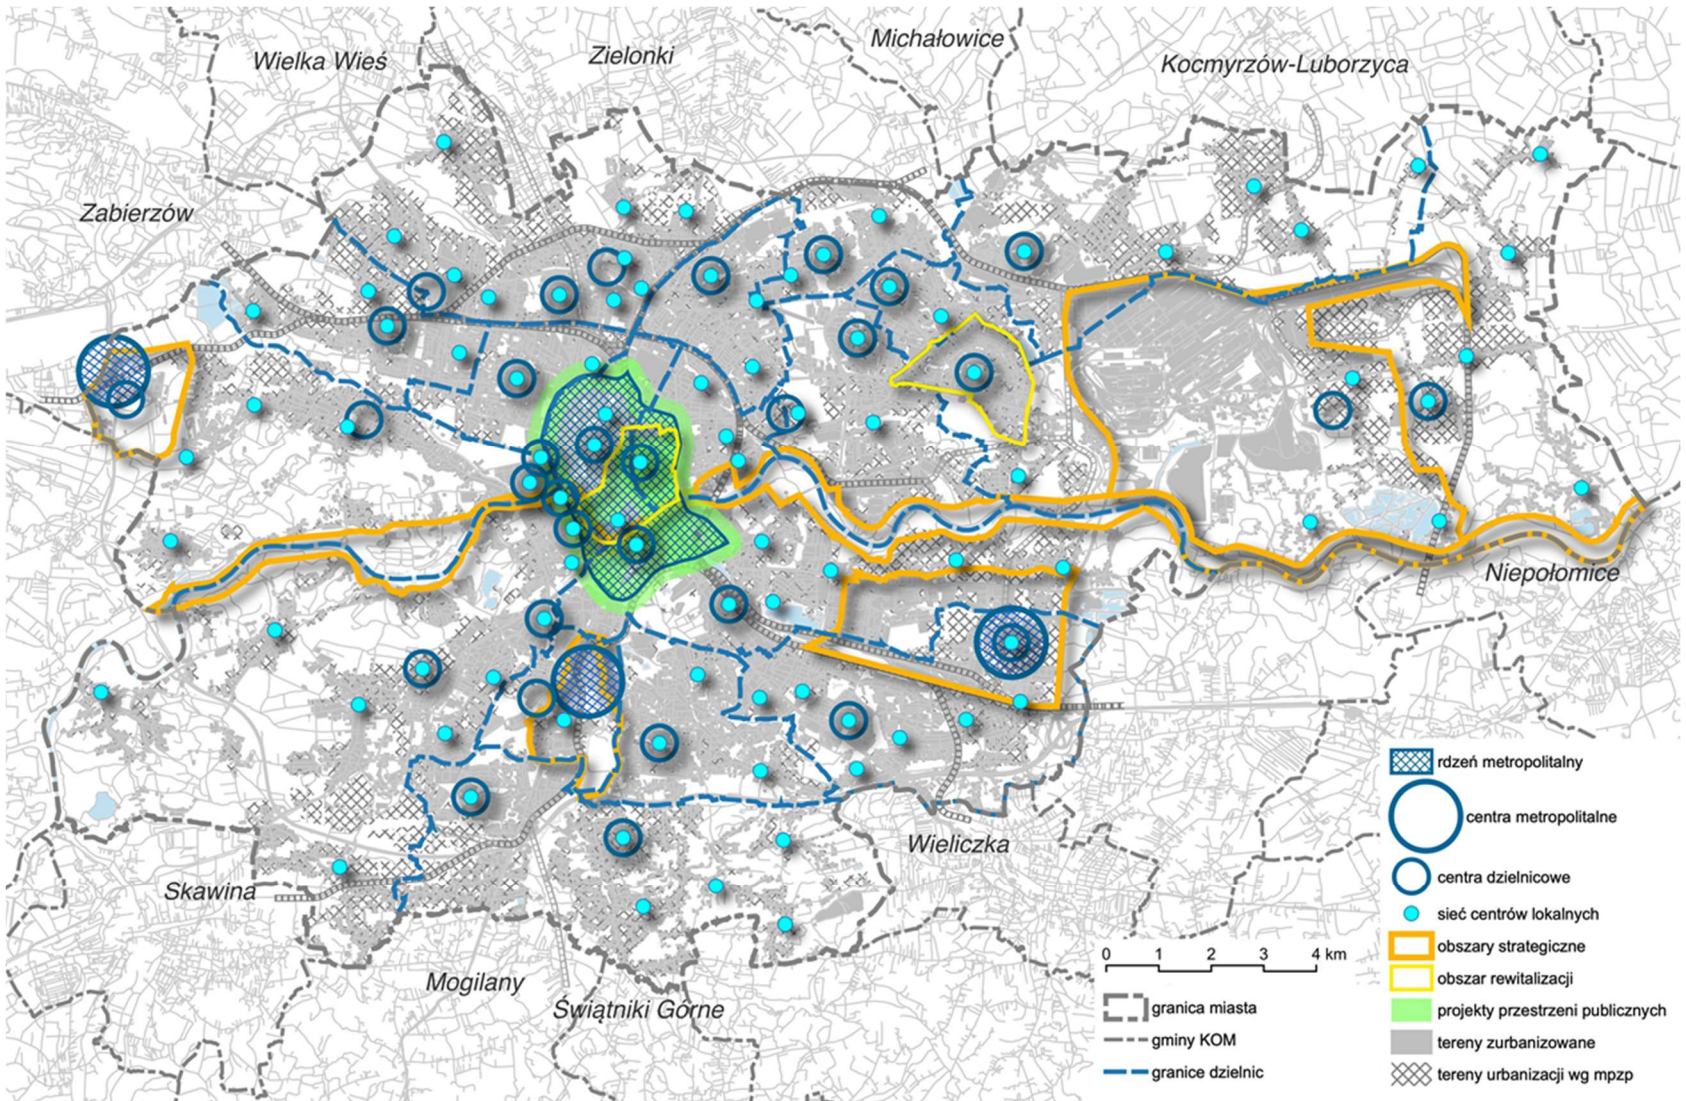 Michałowice
Wielka Wieś
Zielonki
Kocmyrzów-Luborzyca
Zabierzów
Niepołomice
Wieliczka
Skawina
Mogilany
Świątniki Górne
rdzeń metropolitalny
centra metropolitalne
centra dzielnicowe
sieć centrów lokalnych
obszary strategiczne
obszar rewitalizacji
projekty przestrzeni publicznych
tereny zurbanizowane
tereny urbanizacji wg mpzp
0 1 2 3 4 km
granica miasta
gminy KOM
granice dzielnic